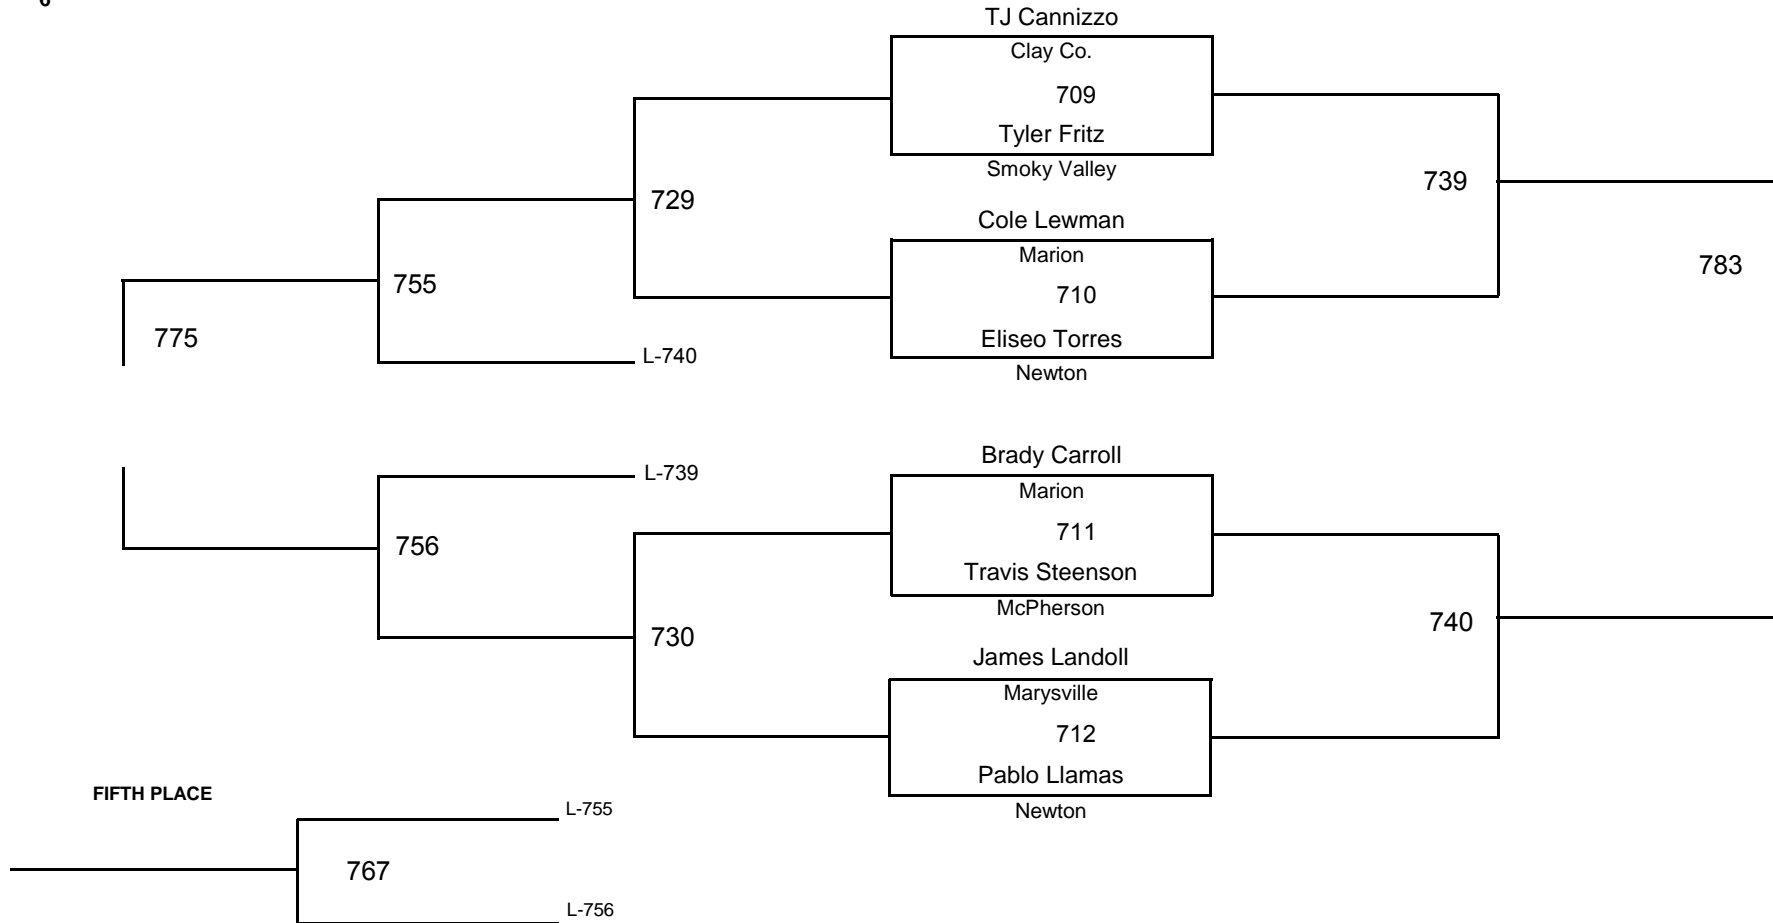 6
TJ Cannizzo
Clay Co.
709
Tyler Fritz
Smoky Valley
739
729
Cole Lewman
Marion
783
755
710
775
Eliseo Torres
L-740
Newton
Brady Carroll
L-739
Marion
711
756
Travis Steenson
McPherson
740
730
James Landoll
Marysville
712
Pablo Llamas
FIFTH PLACE
L-755
Newton
767
L-756